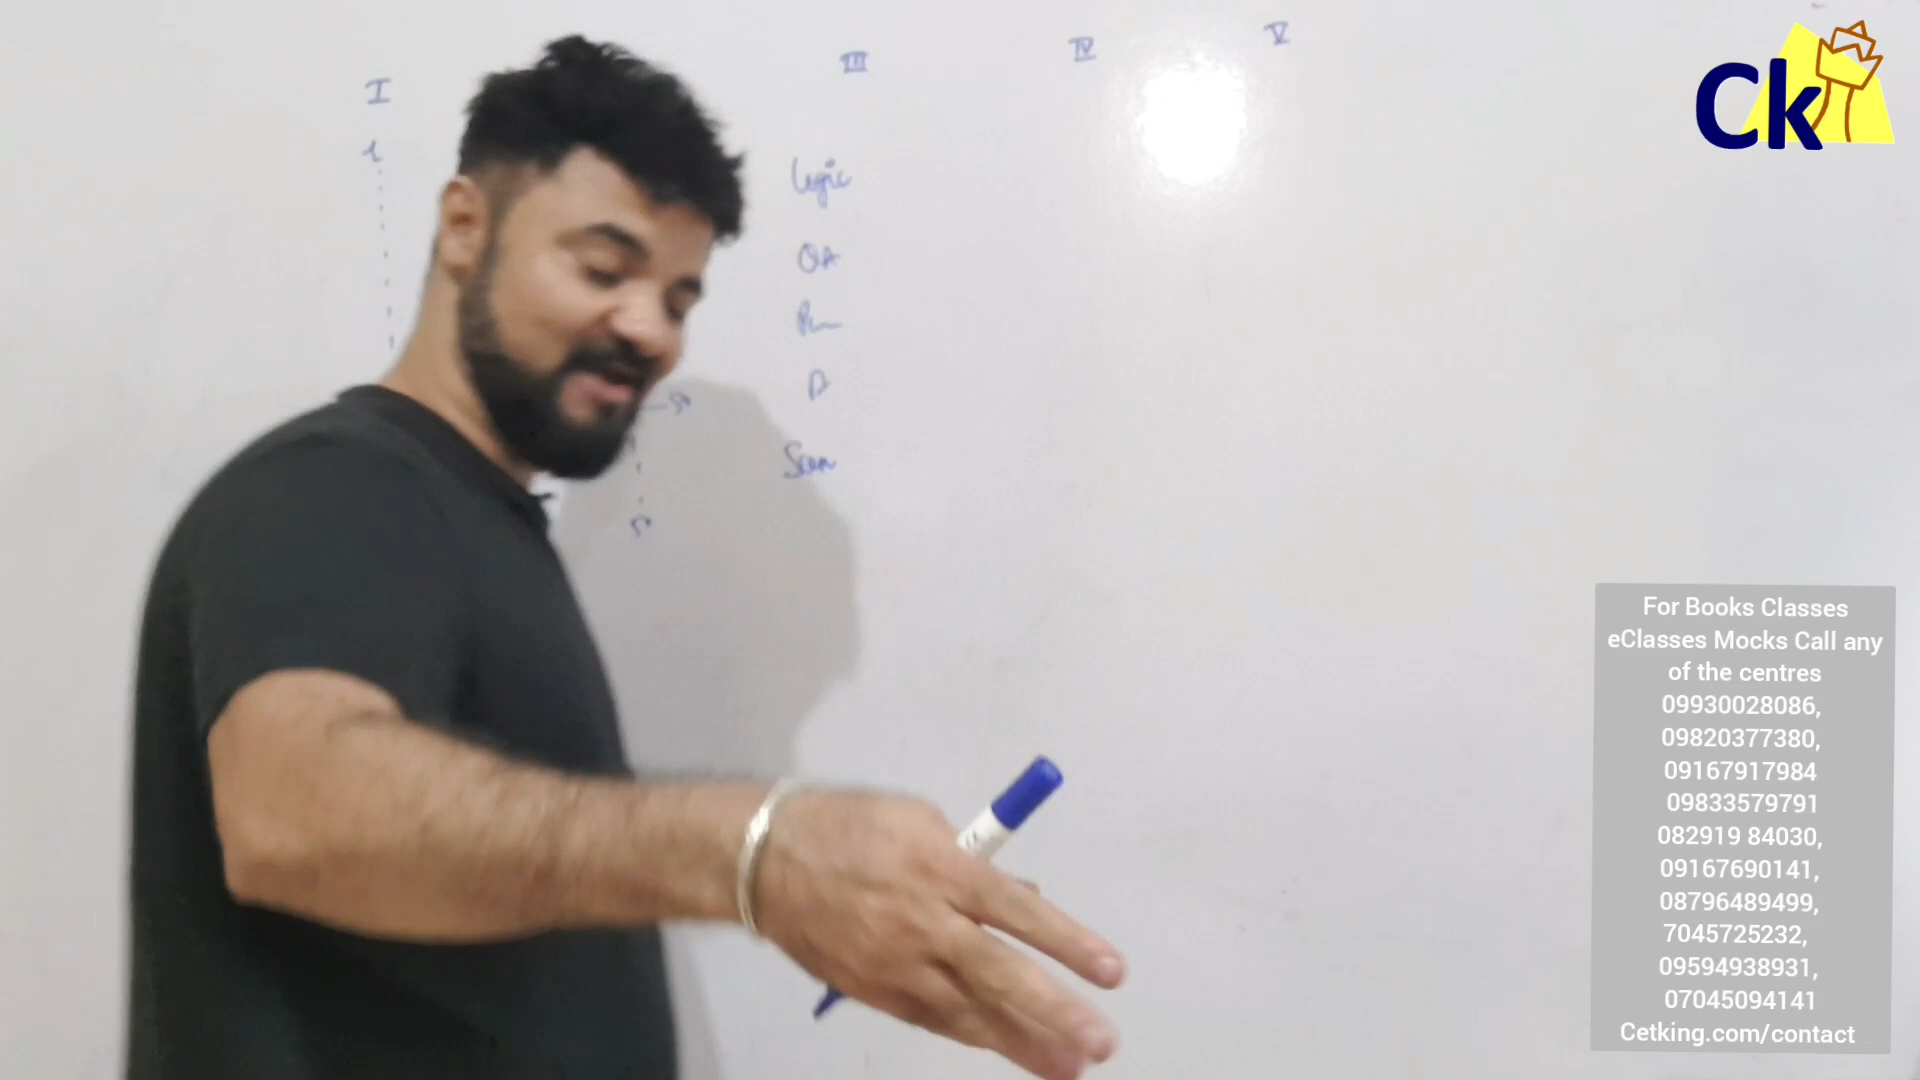 I
III
IV
V
Logic
QA
Ck
For Books Classes
eClasses Mocks Call any
of the centres
09930028086,
09820377380,
09167917984
09833579791
082919 84030,
09167690141,
08796489499,
7045725232,
09594938931,
07045094141
Cetking.com/contact